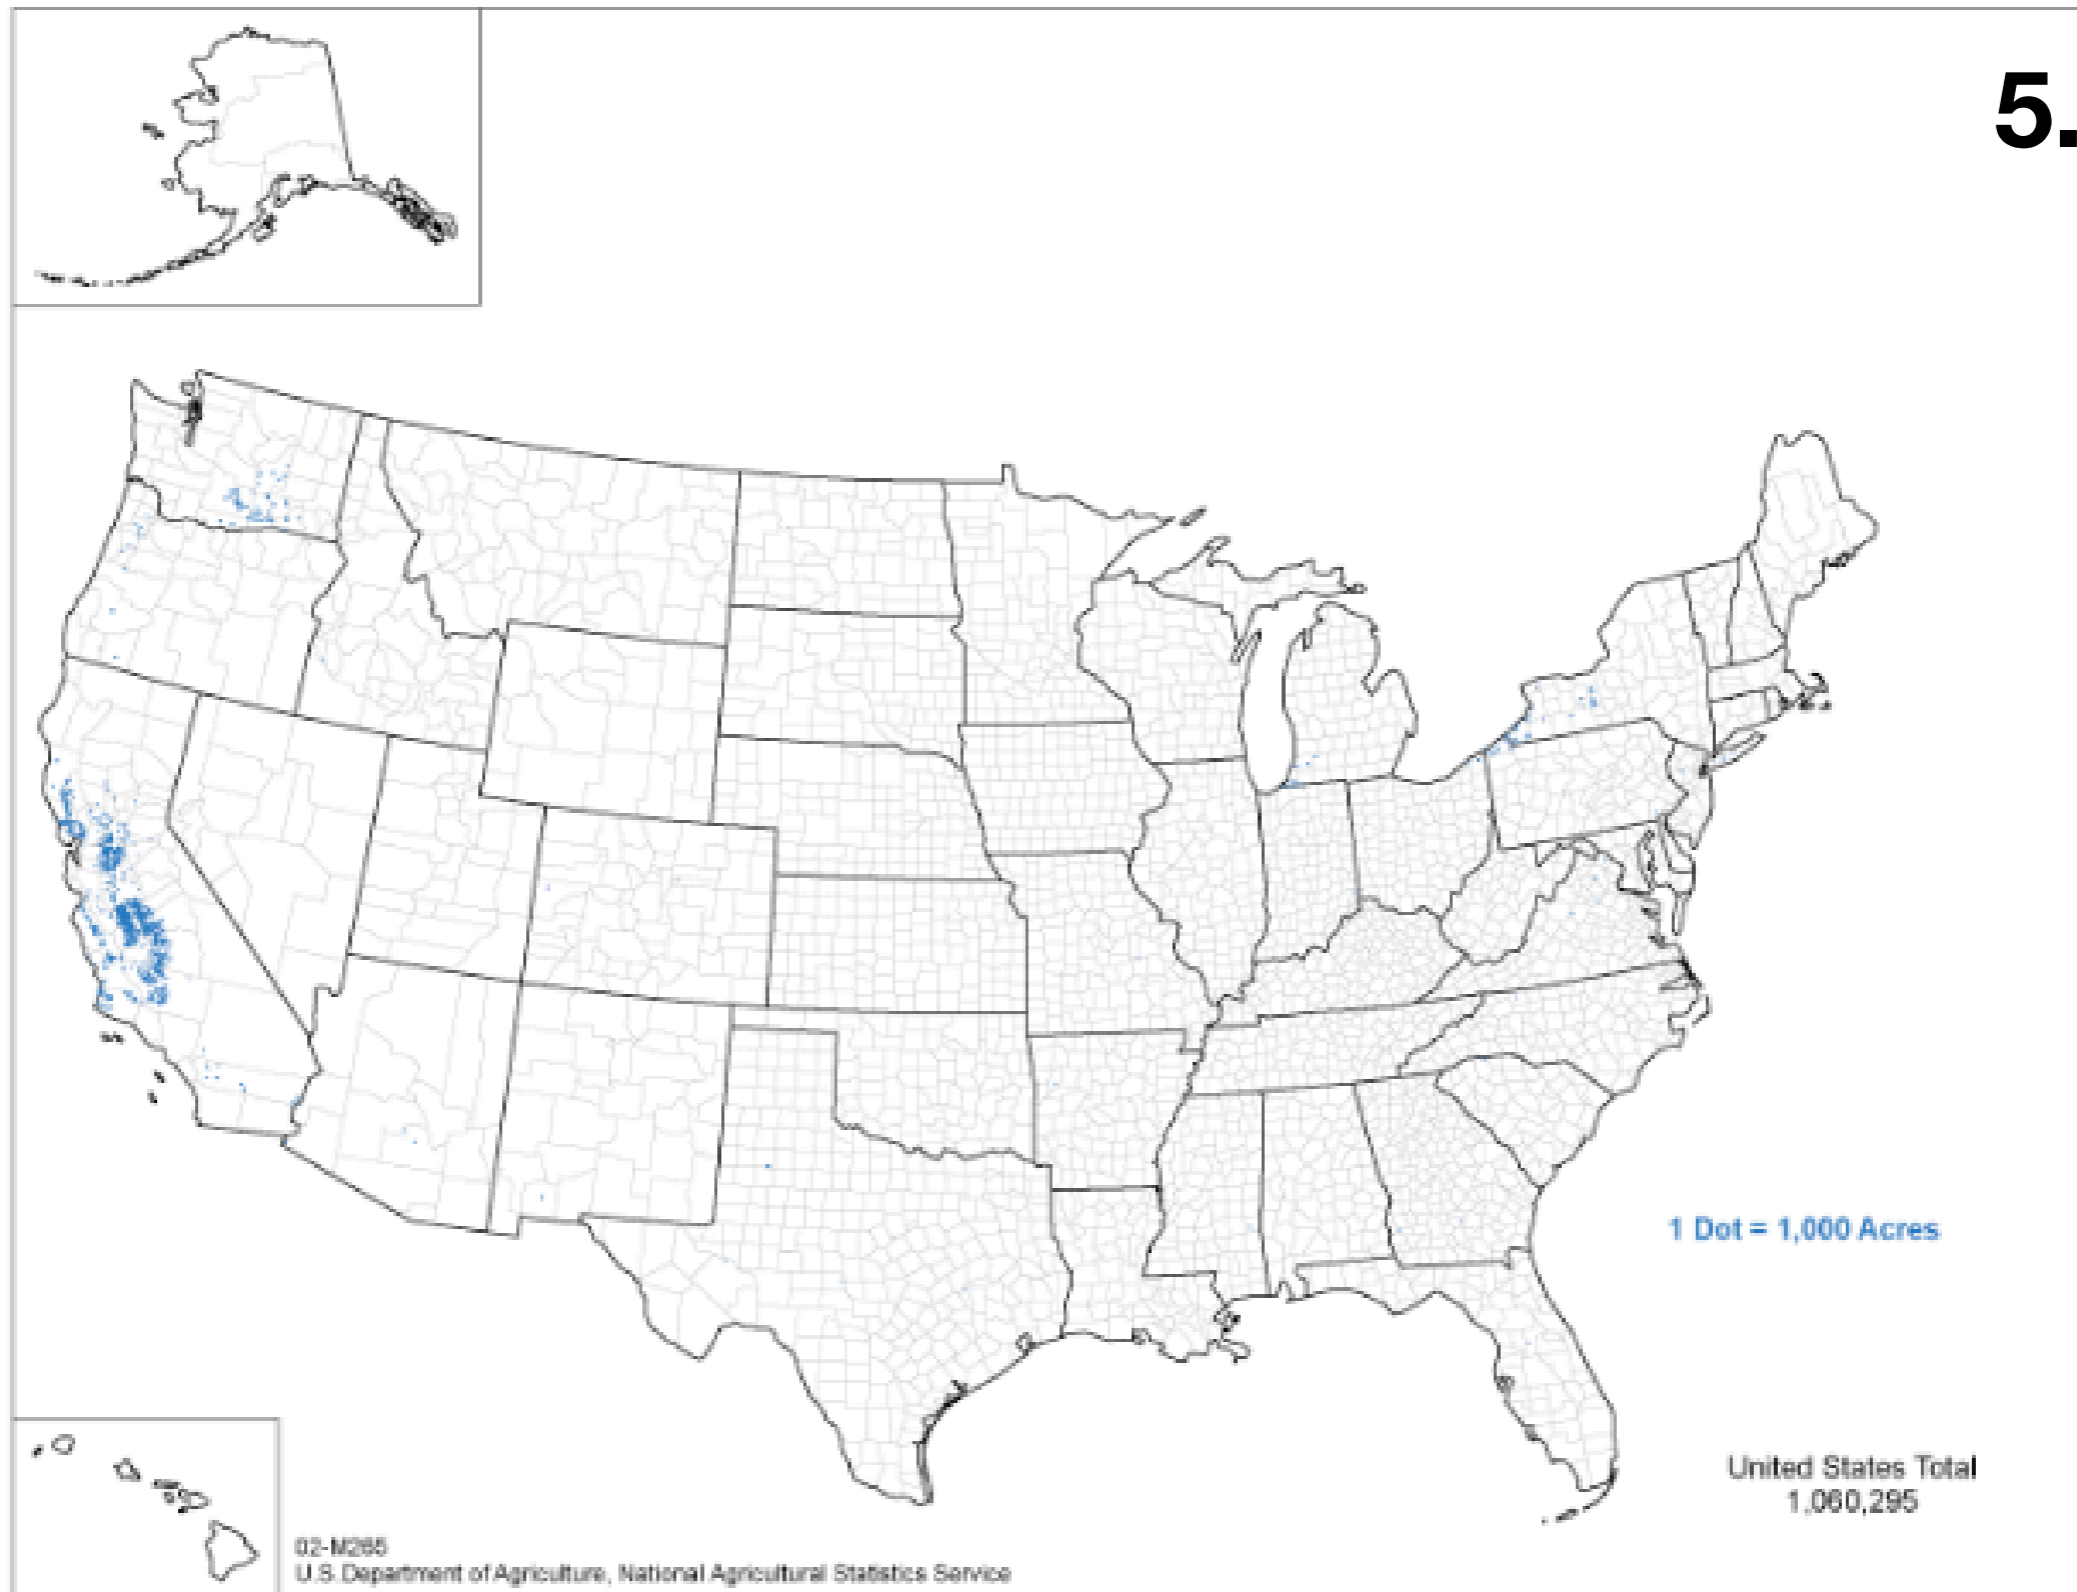 5.
1 Dot = 1,000 Acres
United States Total
1,060,295
02-M265
U.S.Department of Agriculture, National Agricultural Statistics Service